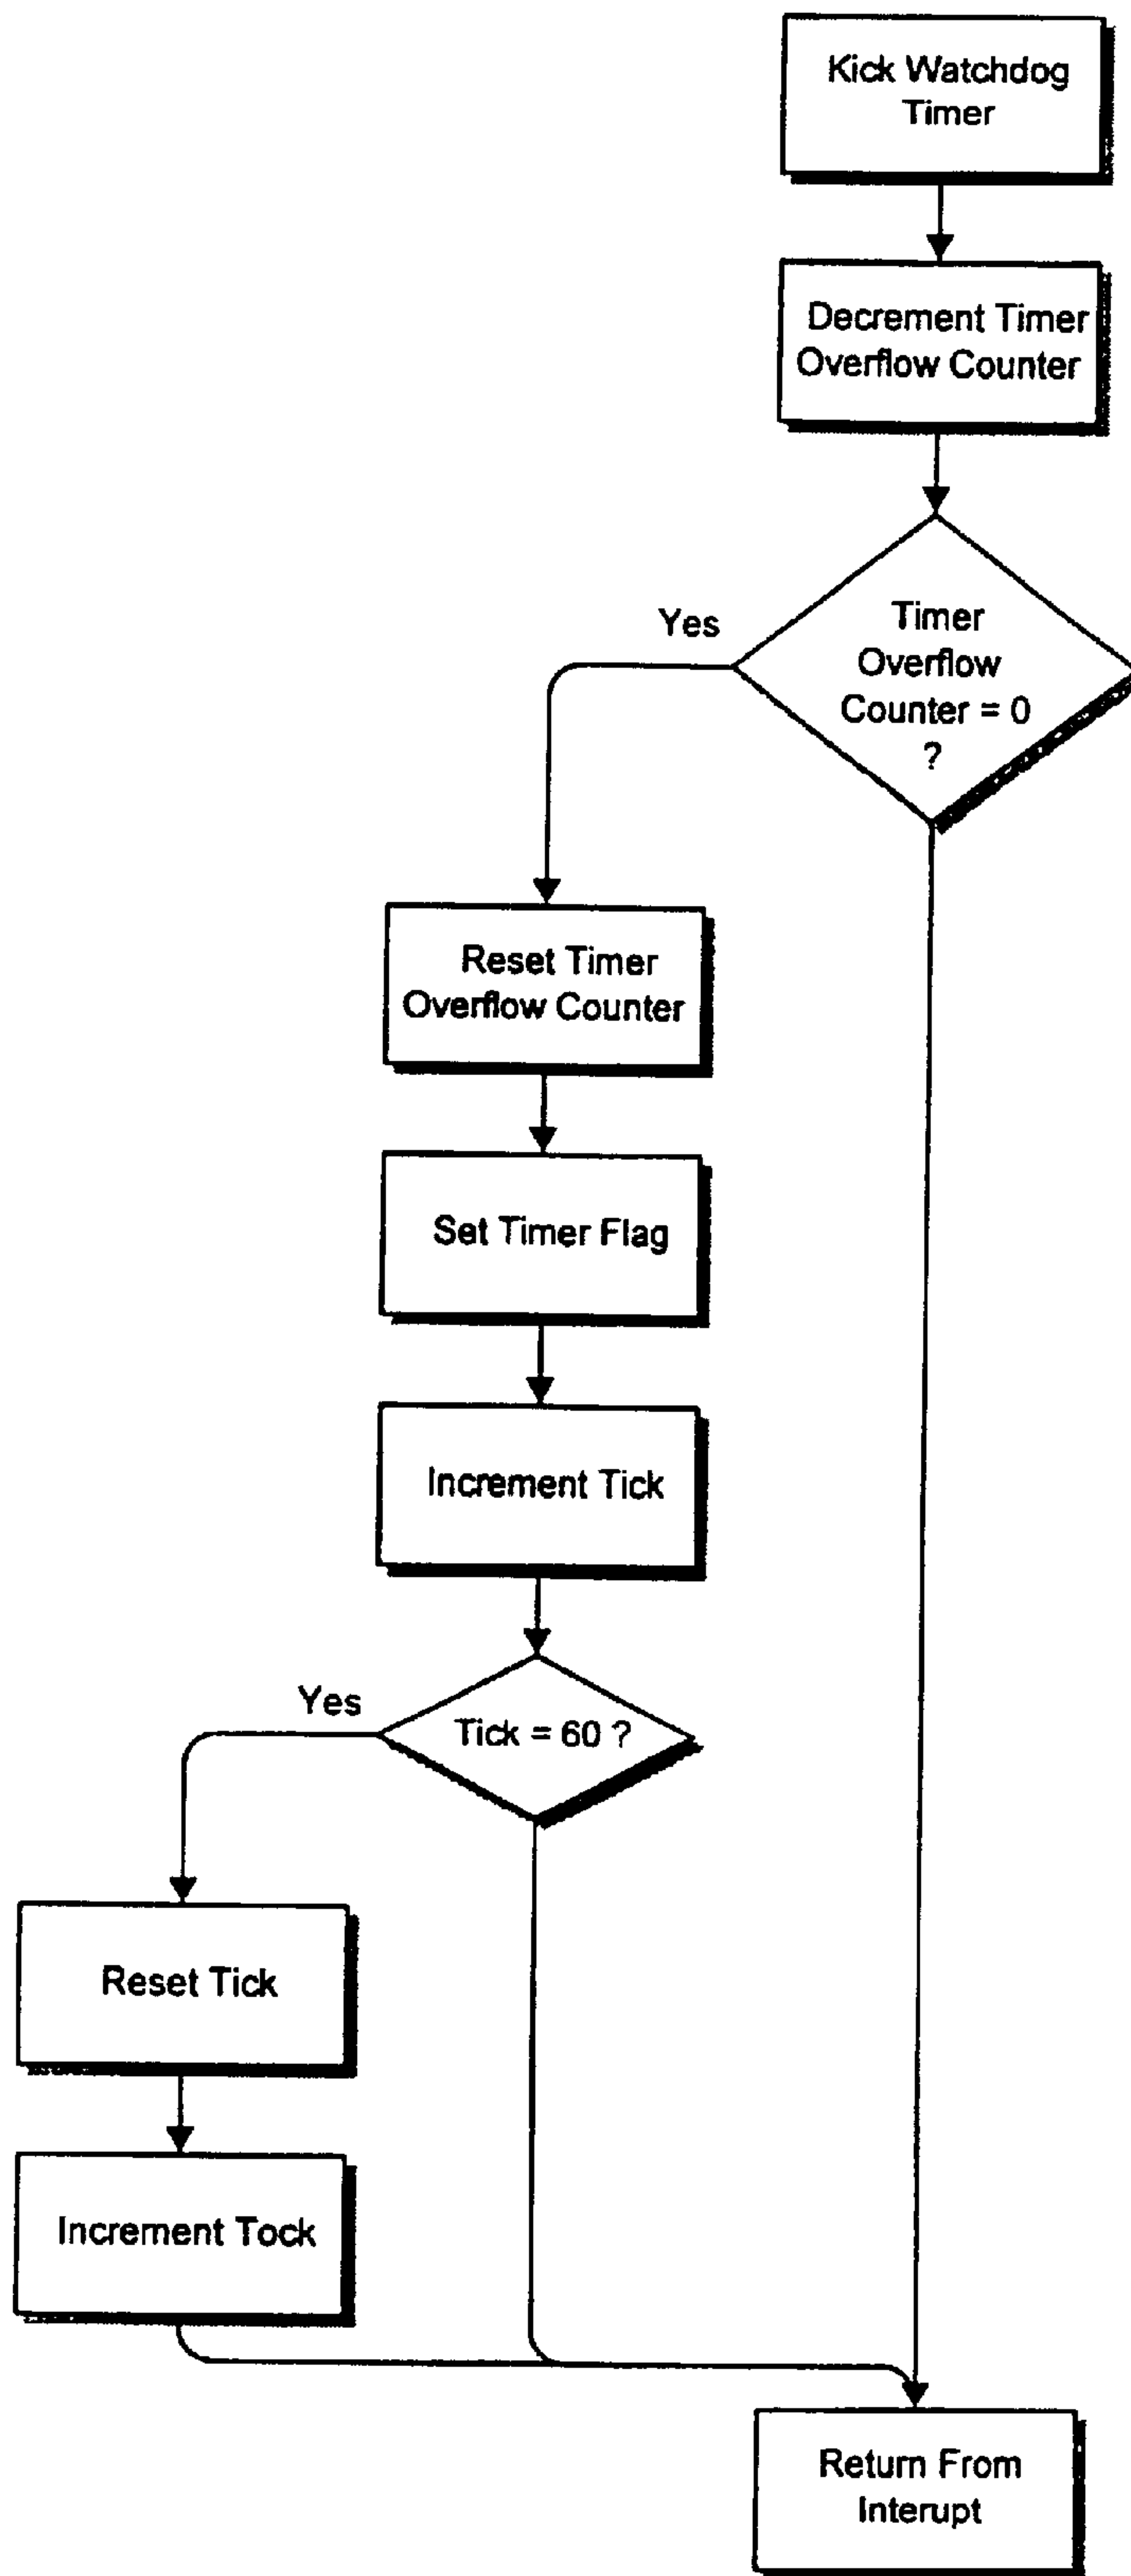 Kick Watchdog
Timer
Decrement Timer
Overflow Counter
Timer
Overflow
Counter = 0
?
Yes
Reset Timer
Overflow Counter
Set Timer Flag
Increment Tick
Tick = 60 ?
Yes
Reset Tick
Increment Tock
Return From
Interupt